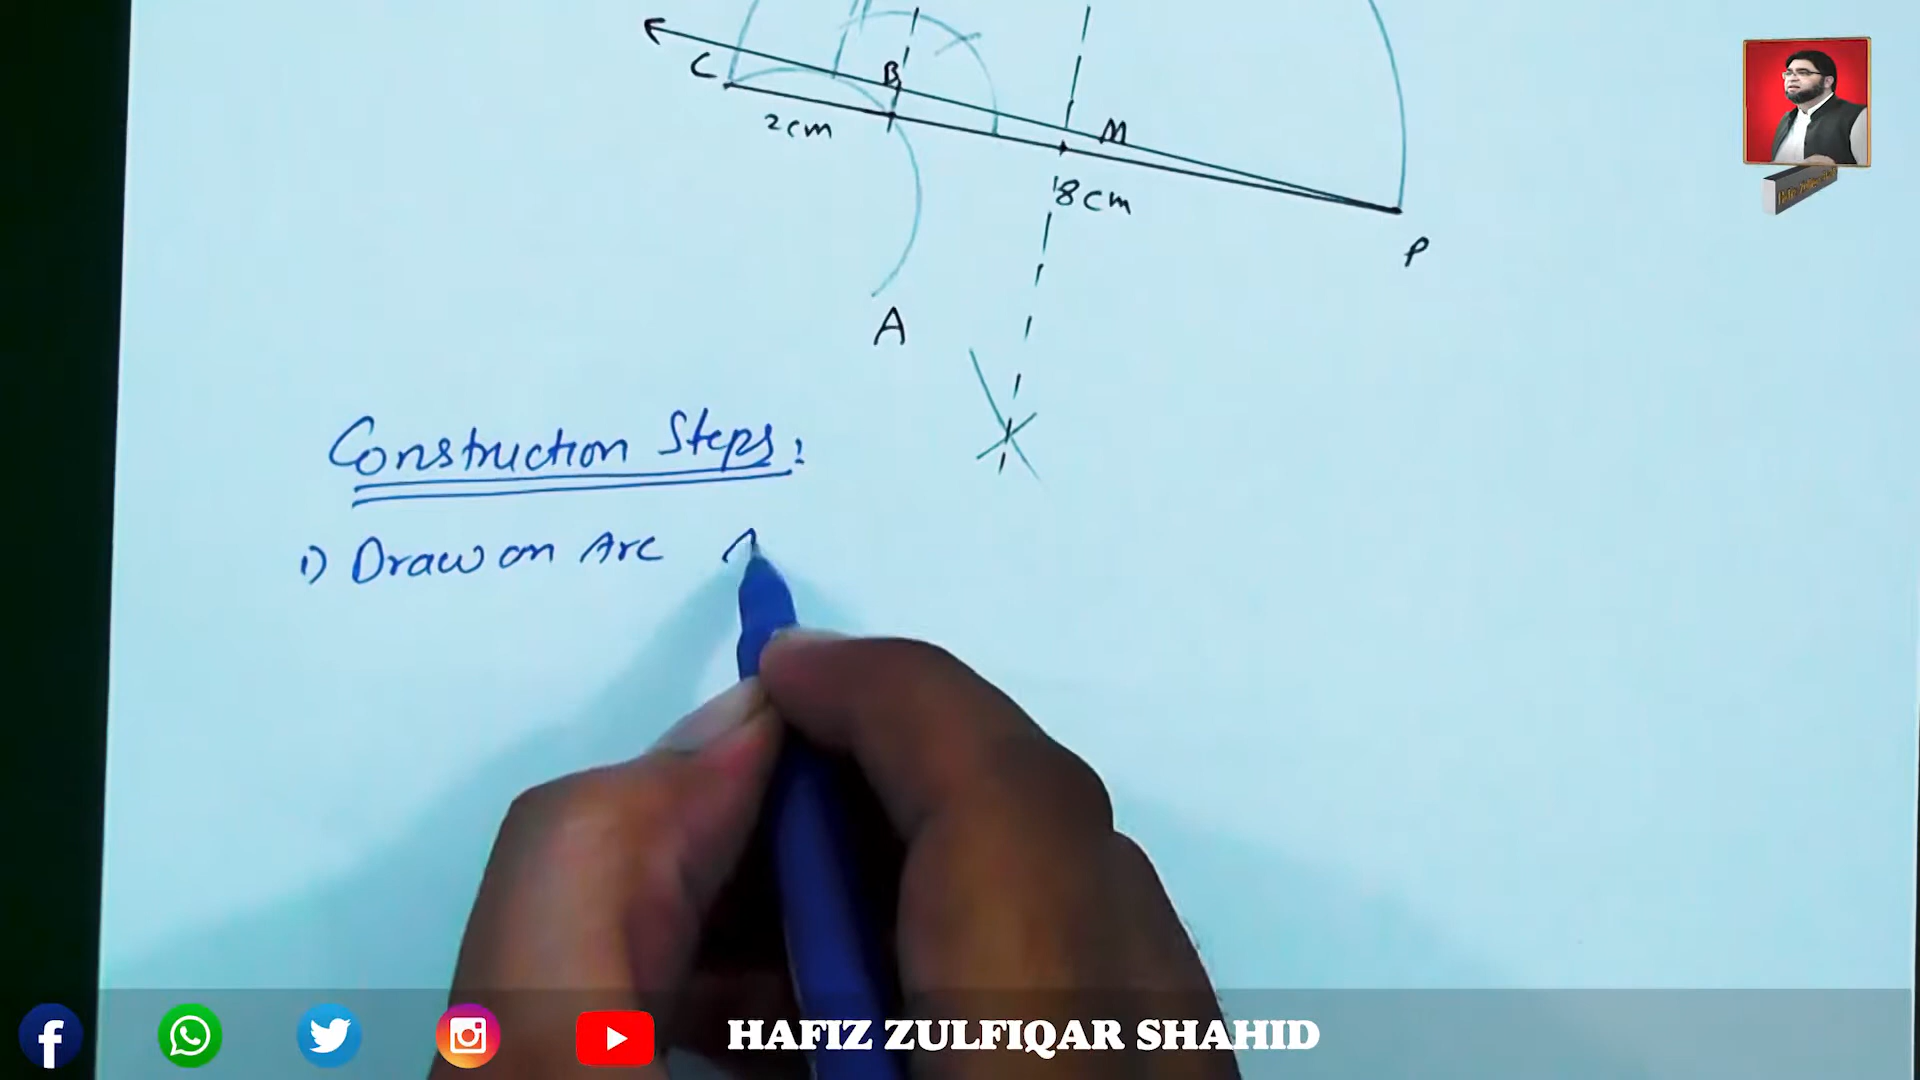 C
B
2cm
M
8cm
P
A
Construction Steps:
1) Draw an Arc A
HAFIZ ZULFIQAR SHAHID